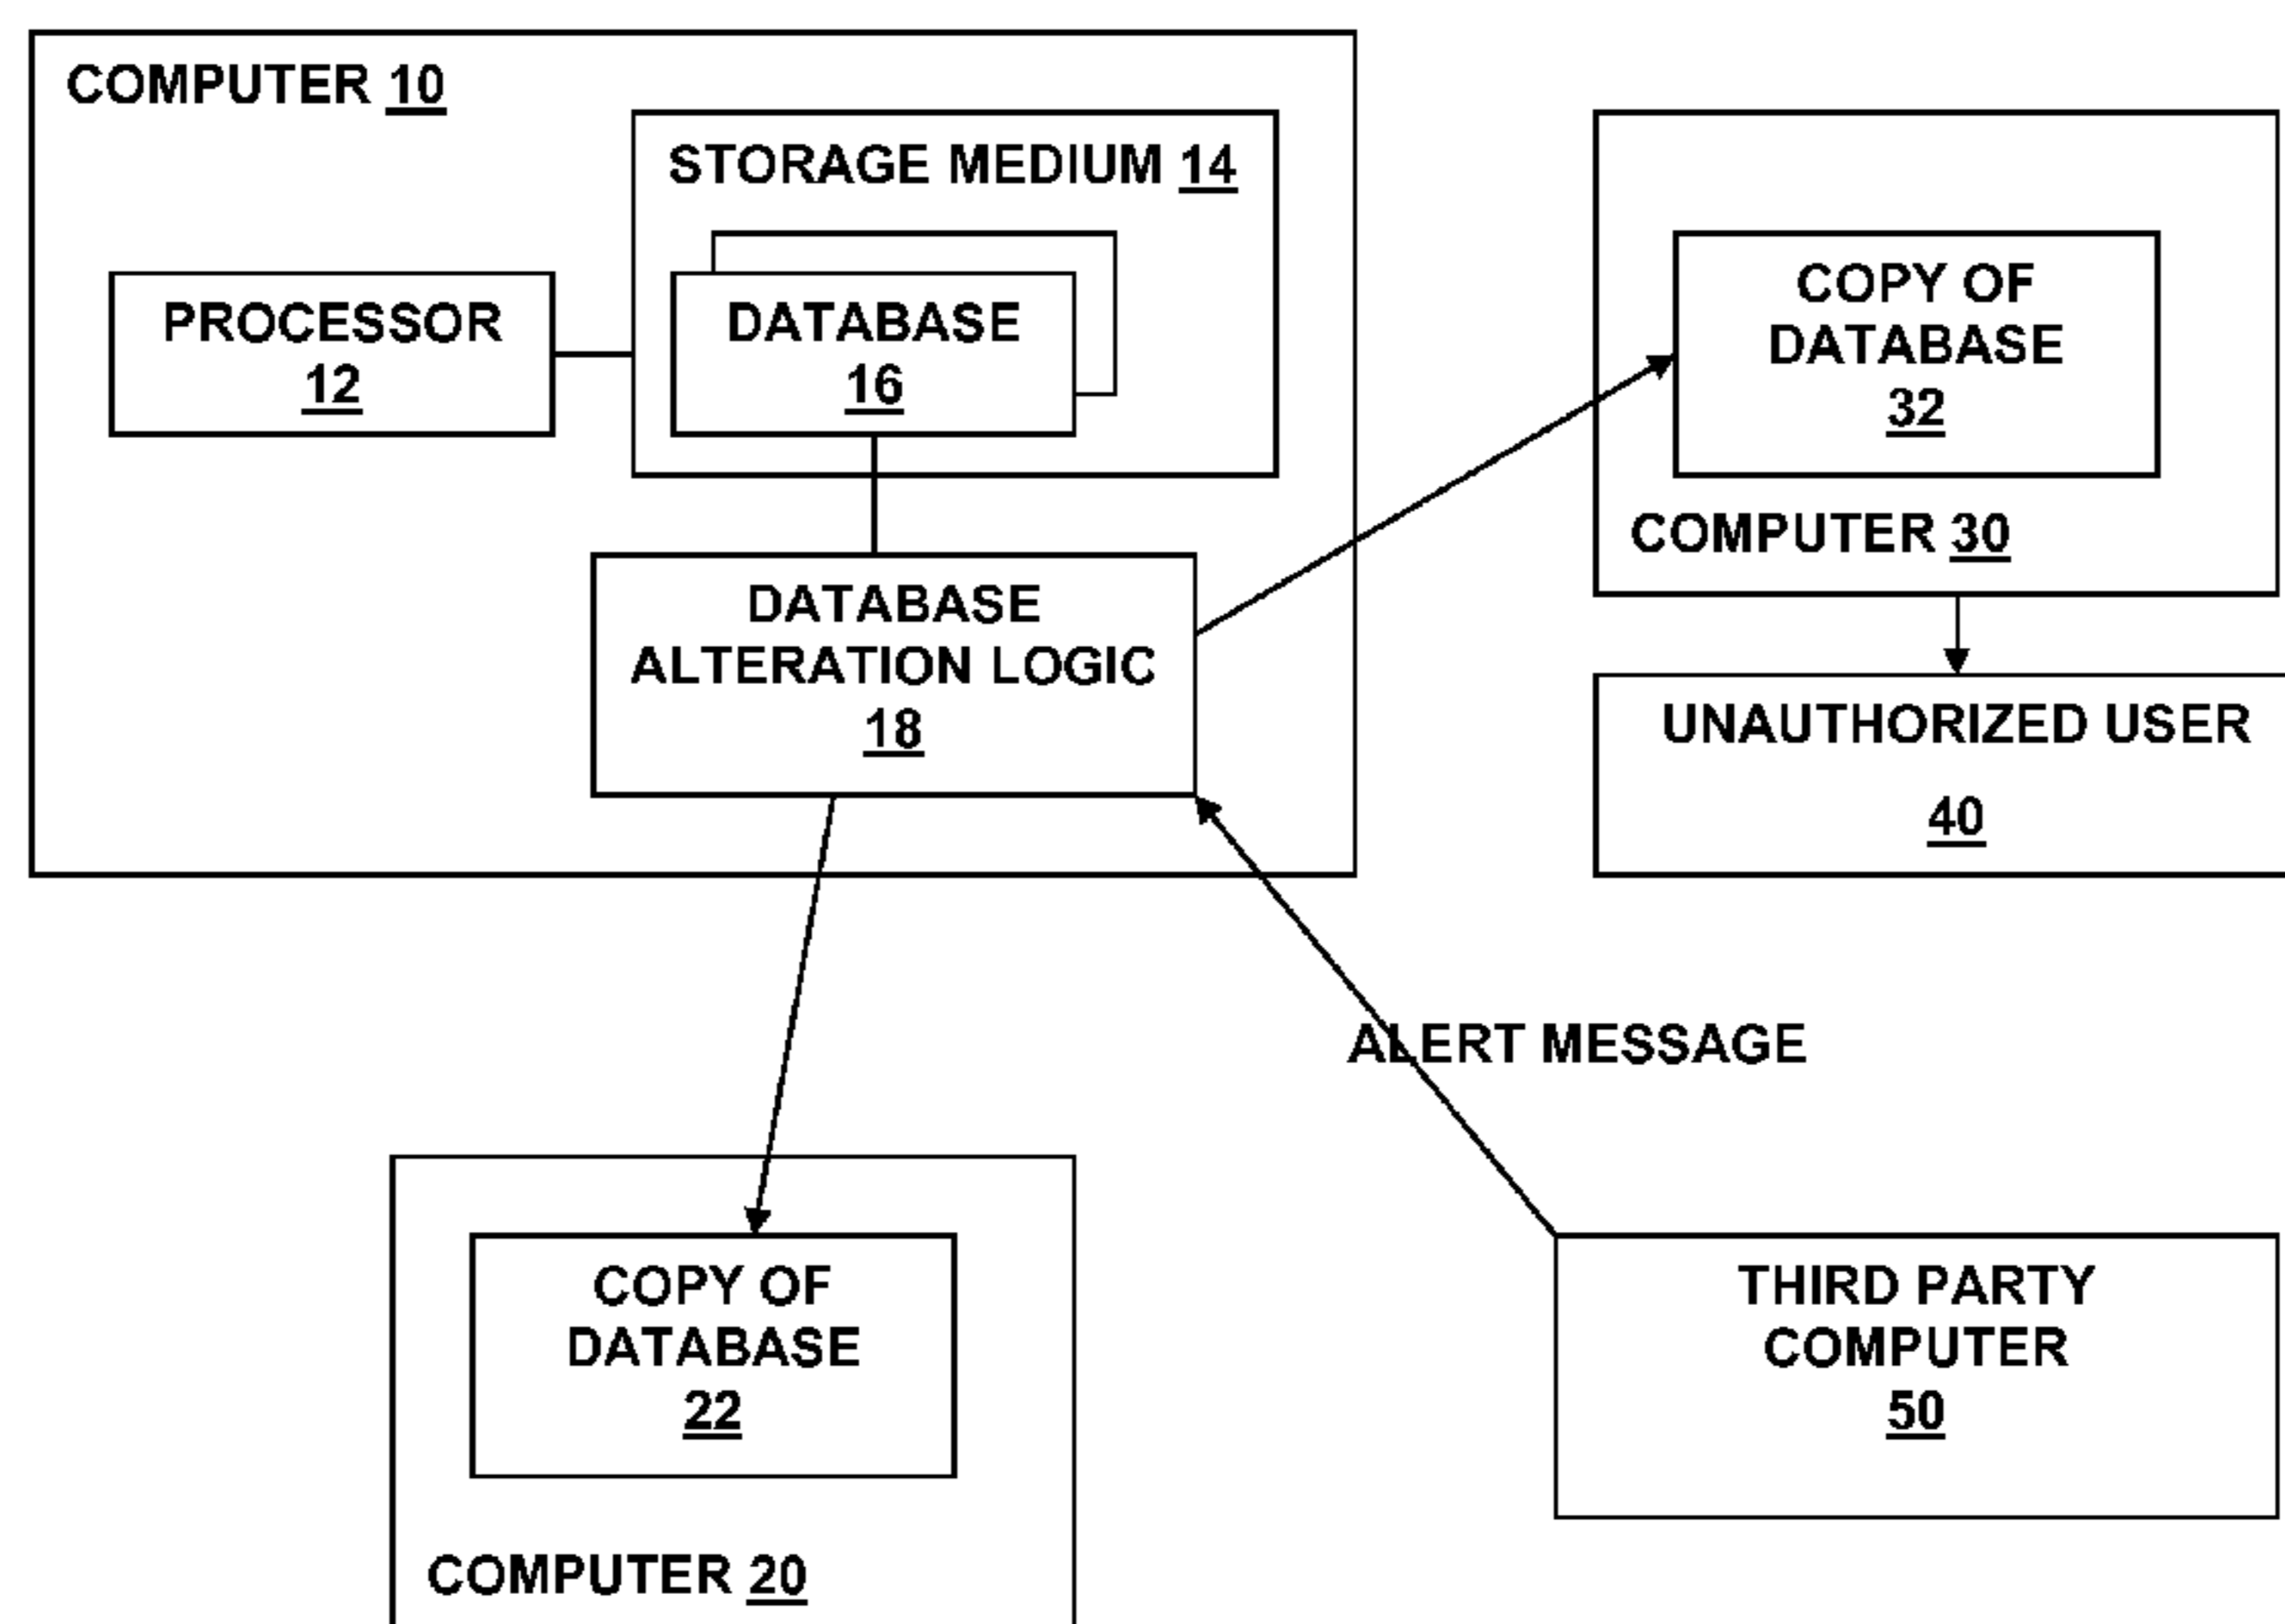 COMPUTER 10
STORAGE MEDIUM 14
PROCESSOR
12
DATABASE
16
DATABASE
ALTERATION LOGIC
18
COPY OF
DATABASE
32
COMPUTER 30
UNAUTHORIZED USER
40
ALERT MESSAGE
COPY OF
DATABASE
22
COMPUTER 20
THIRD PARTY
COMPUTER
50